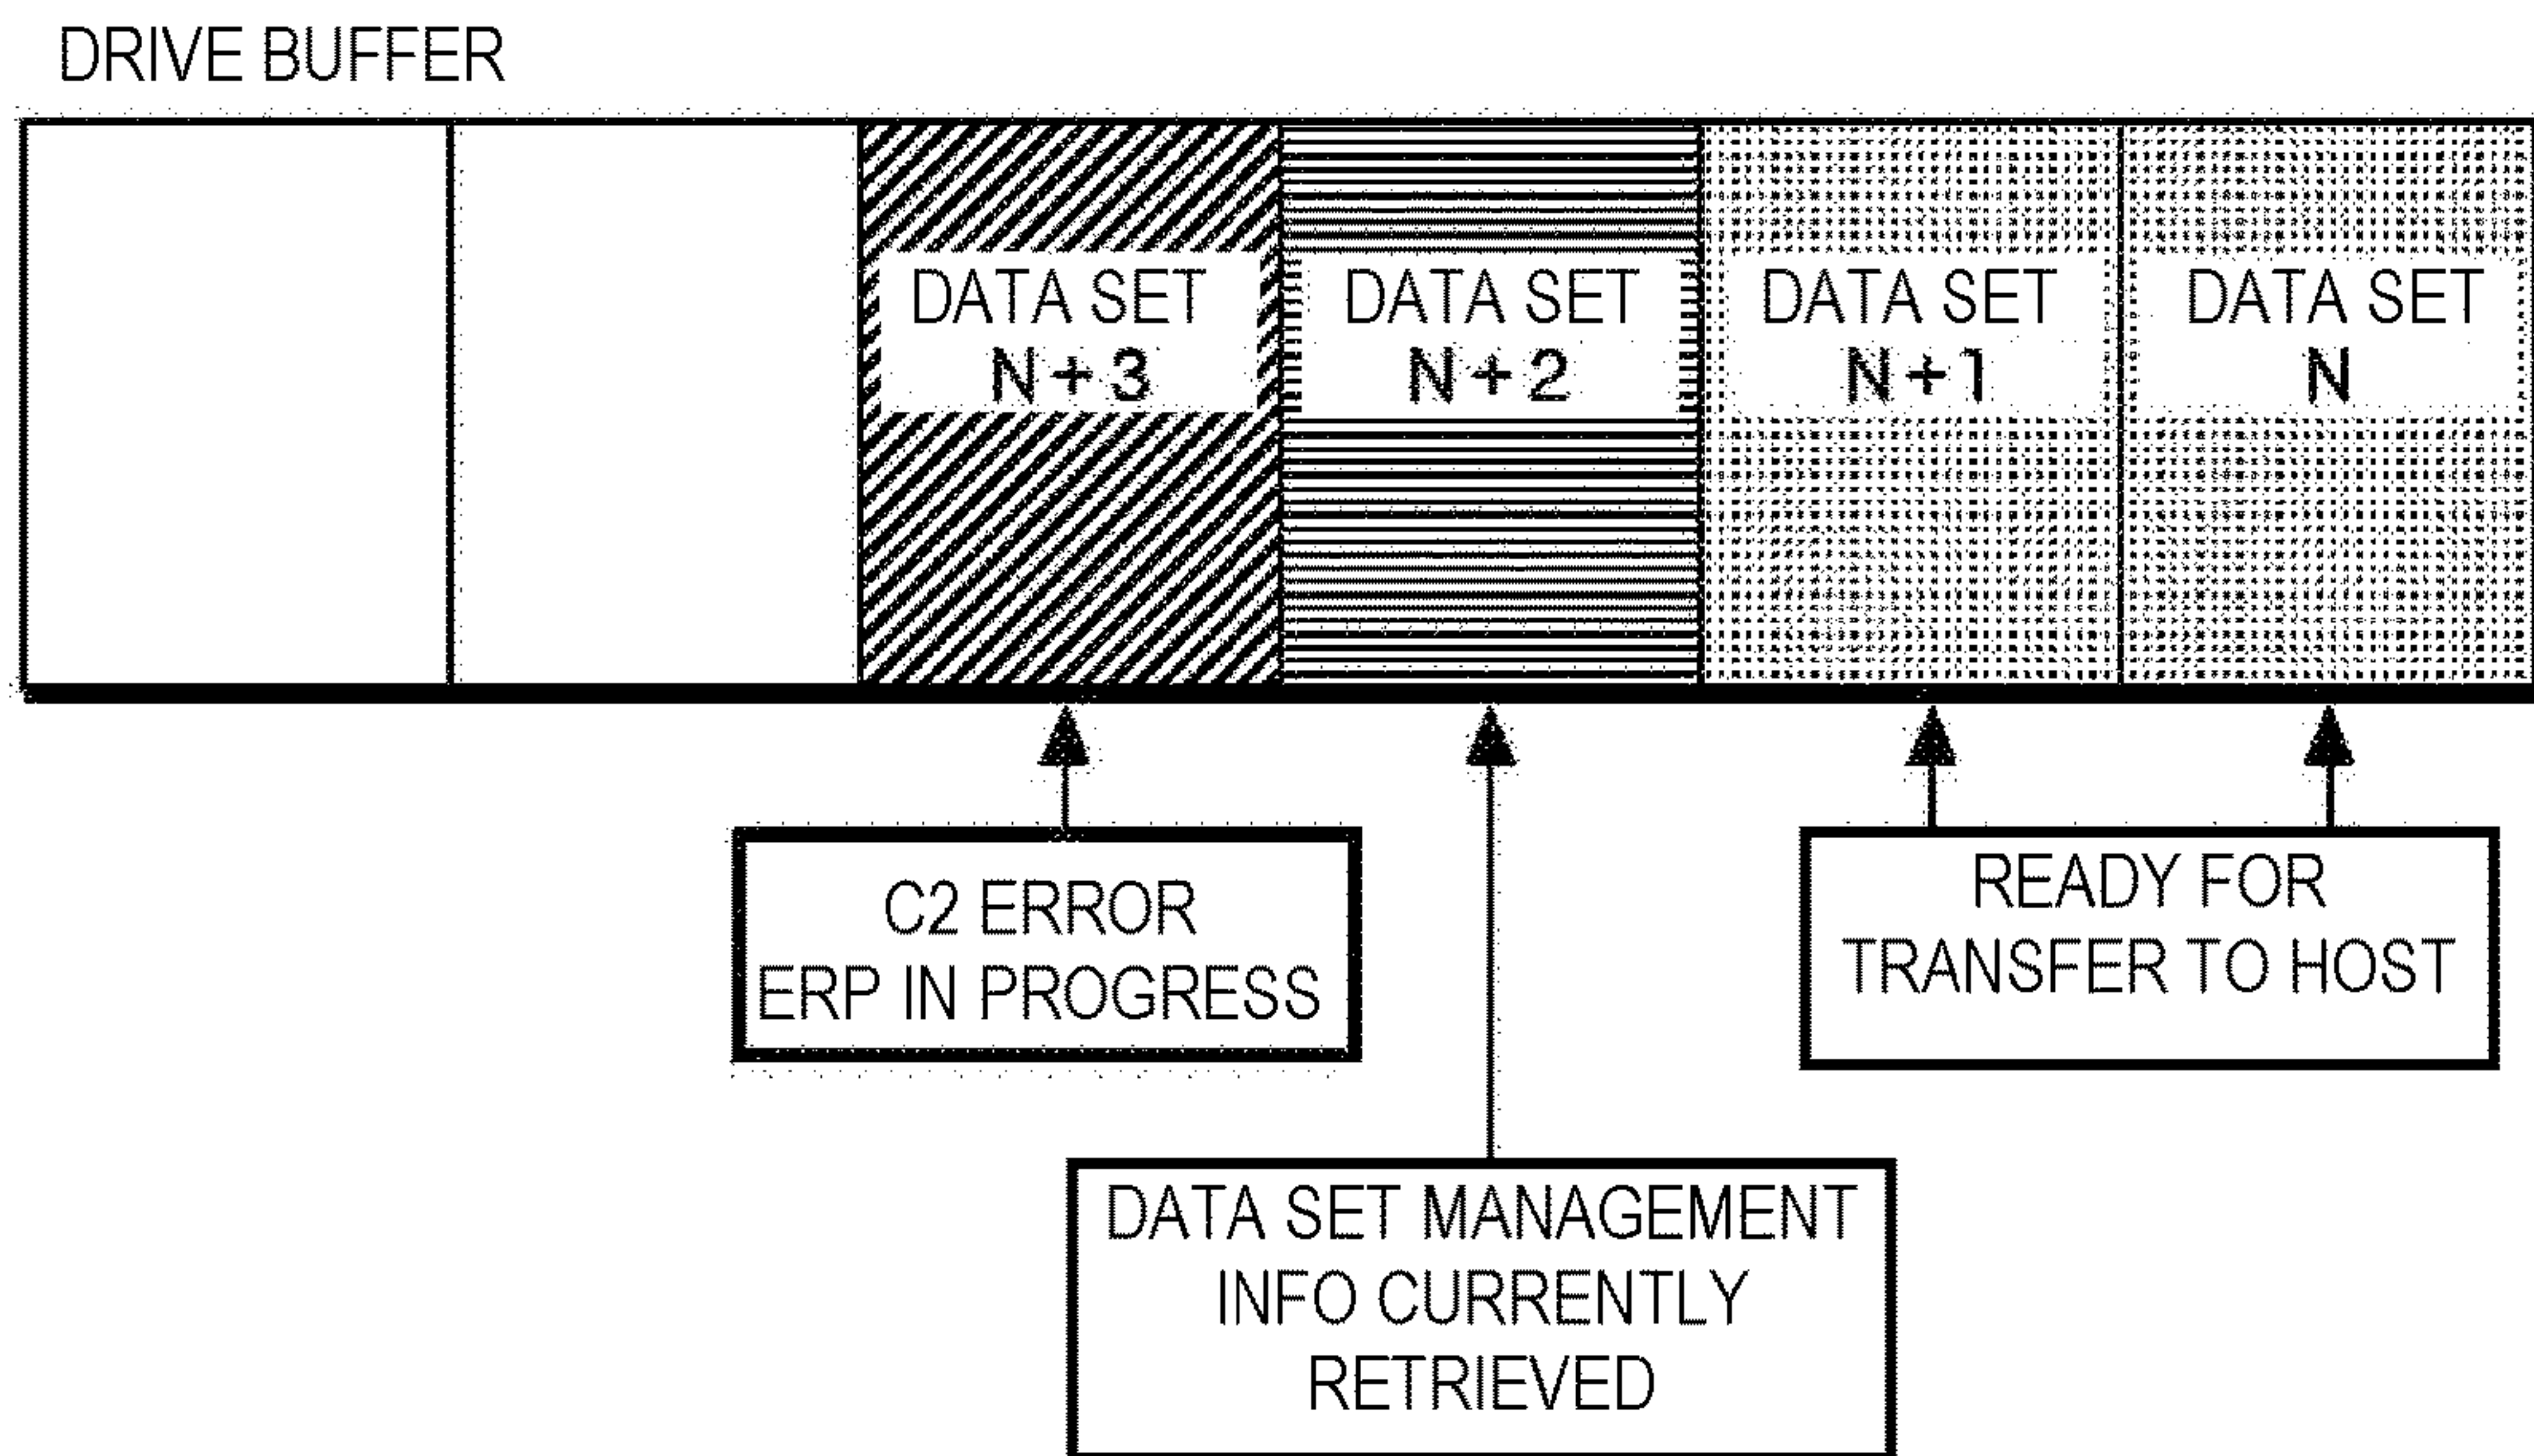 DRIVE BUFFER
DATA SET
N+3
DATA SET
N+2
DATA SET
N+1
DATA SET
N
C2 ERROR
ERP IN PROGRESS
READY FOR
TRANSFER TO HOST
DATA SET MANAGEMENT
INFO CURRENTLY
RETRIEVED